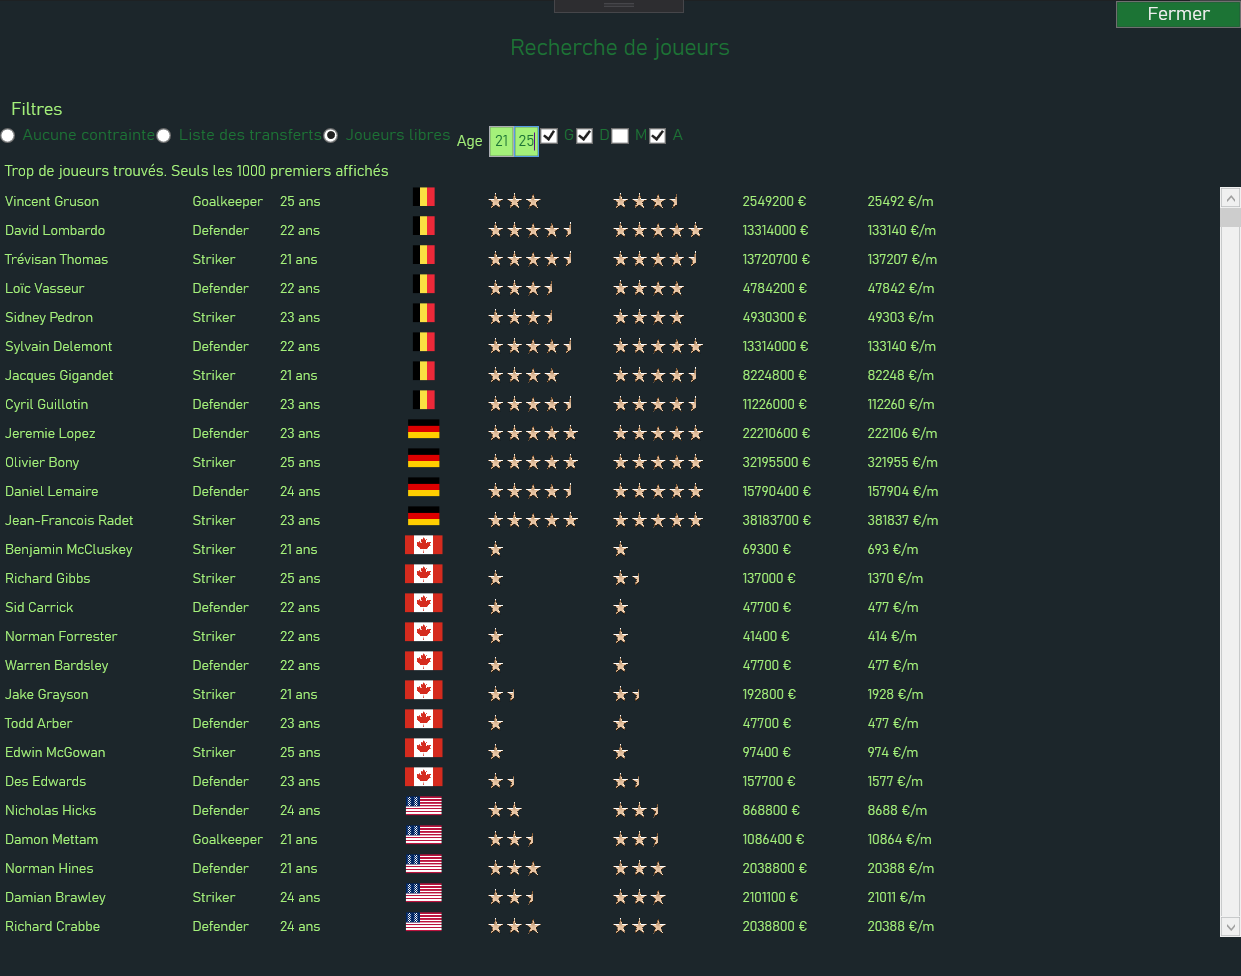 Fermer
Recherche de joueurs
Filtres
Aucune contrainte Liste des transferts Joueurs libres Age 21 25 G D M A
Trop de joueurs trouvés. Seuls les 1000 premiers affichés
Vincent Gruson Goalkeeper 25 ans 2549200 € 25492 €/m
David Lombardo Defender 22 ans 13314000 € 133140 €/m
Trévisan Thomas Striker 21 ans 13720700 € 137207 €/m
Loïc Vasseur Defender 22 ans 4784200 € 47842 €/m
Sidney Pedron Striker 23 ans 4930300 € 49303 €/m
Sylvain Delemont Defender 22 ans 13314000 € 133140 €/m
Jacques Gigandet Striker 21 ans 8224800 € 82248 €/m
Cyril Guillotin Defender 23 ans 11226000 € 112260 €/m
Jeremie Lopez Defender 23 ans 22210600 € 222106 €/m
Olivier Bony Striker 25 ans 32195500 € 321955 €/m
Daniel Lemaire Defender 24 ans 15790400 € 157904 €/m
Jean-Francois Radet Striker 23 ans 38183700 € 381837 €/m
Benjamin McCluskey Striker 21 ans 69300 € 693 €/m
Richard Gibbs Striker 25 ans 137000 € 1370 €/m
Sid Carrick Defender 22 ans 47700 € 477 €/m
Norman Forrester Striker 22 ans 41400 € 414 €/m
Warren Bardsley Defender 22 ans 47700 € 477 €/m
Jake Grayson Striker 21 ans 192800 € 1928 €/m
Todd Arber Defender 23 ans 47700 € 477 €/m
Edwin McGowan Striker 25 ans 97400 € 974 €/m
Des Edwards Defender 23 ans 157700 € 1577 €/m
Nicholas Hicks Defender 24 ans 868800 € 8688 €/m
Damon Mettam Goalkeeper 21 ans 1086400 € 10864 €/m
Norman Hines Defender 21 ans 2038800 € 20388 €/m
Damian Brawley Striker 24 ans 2101100 € 21011 €/m
Richard Crabbe Defender 24 ans 2038800 € 20388 €/m